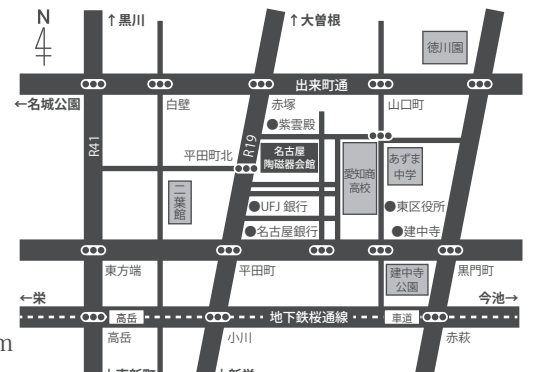 N
↑黒川
↑大曽根
徳川園
出来町通
←名城公園
白壁
赤塚
山口町
紫雲殿
R41
R19
平田町北
名古屋
陶磁器会館
愛知商
高校
あずま
中学
二葉館
UFJ 銀行
東区役所
名古屋銀行
建中寺
東方端
平田町
建中寺
公園
黒門町
←栄
今池→
高岳
地下鉄桜通線
車道
高岳
小川
赤萩
m